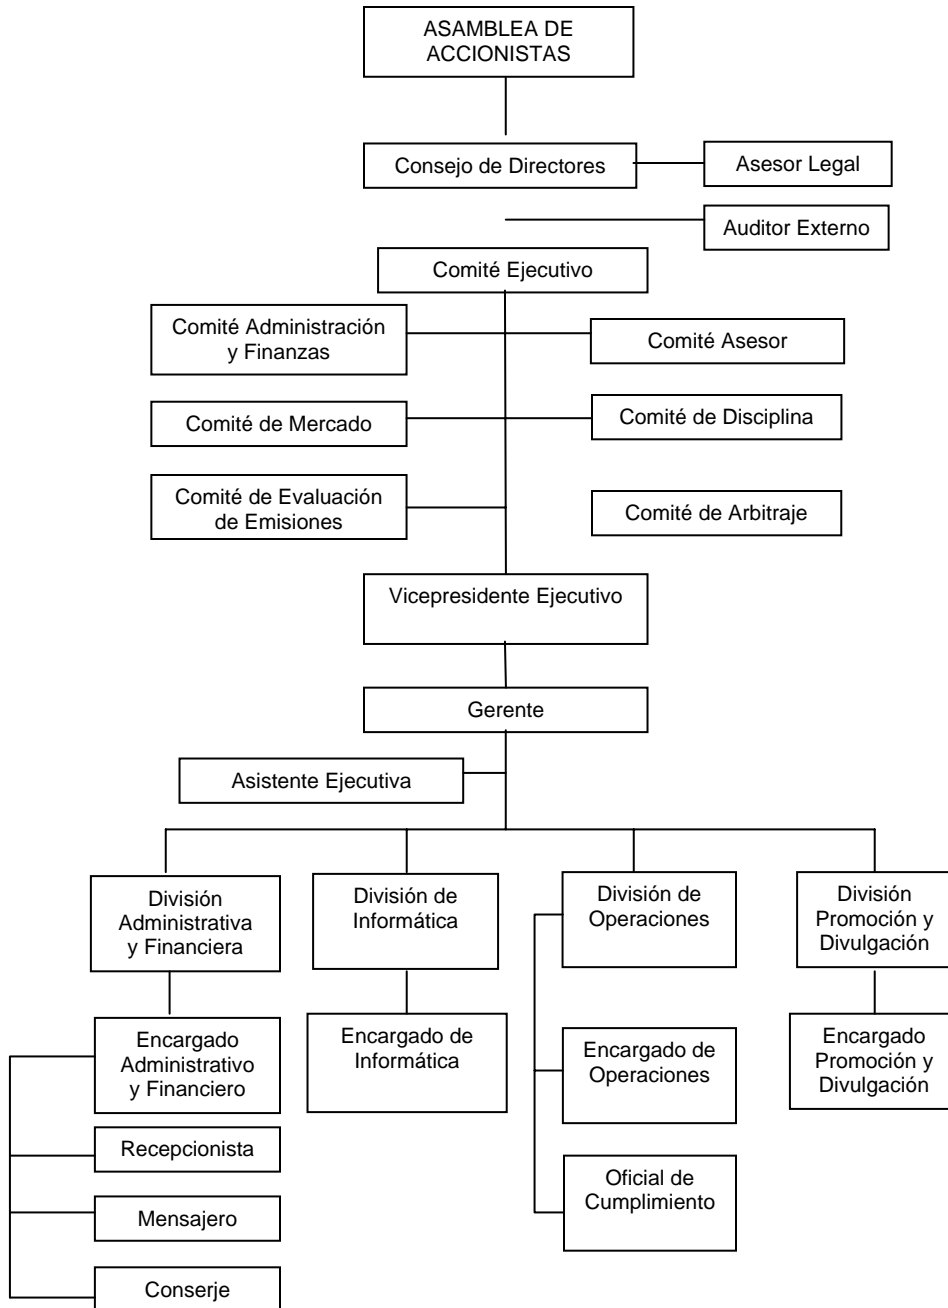 ASAMBLEA DE
ACCIONISTAS
Consejo de Directores
Asesor Legal
Auditor Externo
Comité Ejecutivo
Comité Administración
y Finanzas
Comité Asesor
Comité de Mercado
Comité de Disciplina
Comité de Evaluación
de Emisiones
Comité de Arbitraje
Vicepresidente Ejecutivo
Gerente
Asistente Ejecutiva
División
Administrativa
y Financiera
División de
Informática
División de
Operaciones
División
Promoción y
Divulgación
Encargado
Administrativo
y Financiero
Encargado de
Informática
Encargado de
Operaciones
Encargado
Promoción y
Divulgación
Recepcionista
Oficial de
Cumplimiento
Mensajero
Conserje